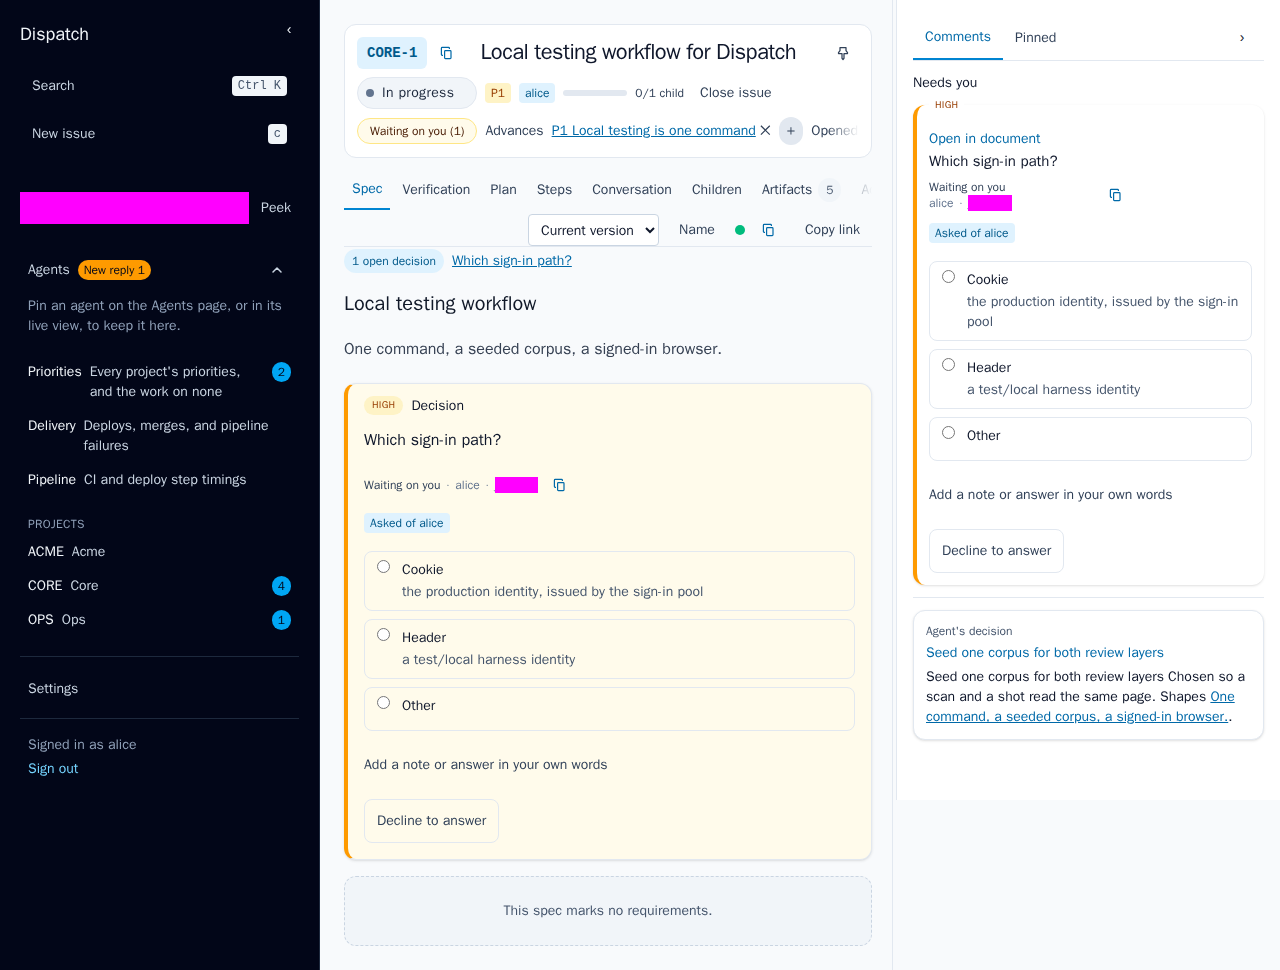 Dispatch
Search
Ctrl K
New issue
C
Peek
Agents
New reply 1
Pin an agent on the Agents page, or in its
live view, to keep it here.
Priorities
Every project's priorities,
and the work on none
2
Delivery
Deploys, merges, and pipeline
failures
Pipeline
CI and deploy step timings
PROJECTS
ACME Acme
CORE Core
4
OPS Ops
1
Settings
Signed in as alice
Sign out
CORE-1
Local testing workflow for Dispatch
In progress
P1
alice
0/1 child
Close issue
Waiting on you (1)
Advances
P1 Local testing is one command
+
Opened
Spec
Verification
Plan
Steps
Conversation
Children
Artifacts
5
Current version
Name
Copy link
1 open decision
Which sign-in path?
Local testing workflow
One command, a seeded corpus, a signed-in browser.
HIGH
Decision
Which sign-in path?
Waiting on you · alice ·
Asked of alice
Cookie
the production identity, issued by the sign-in pool
Header
a test/local harness identity
Other
Add a note or answer in your own words
Decline to answer
This spec marks no requirements.
Comments
Pinned
Needs you
HIGH
Open in document
Which sign-in path?
Waiting on you
alice ·
Asked of alice
Cookie
the production identity, issued by the sign-in
pool
Header
a test/local harness identity
Other
Add a note or answer in your own words
Decline to answer
Agent's decision
Seed one corpus for both review layers
Seed one corpus for both review layers Chosen so a
scan and a shot read the same page. Shapes One
command, a seeded corpus, a signed-in browser..